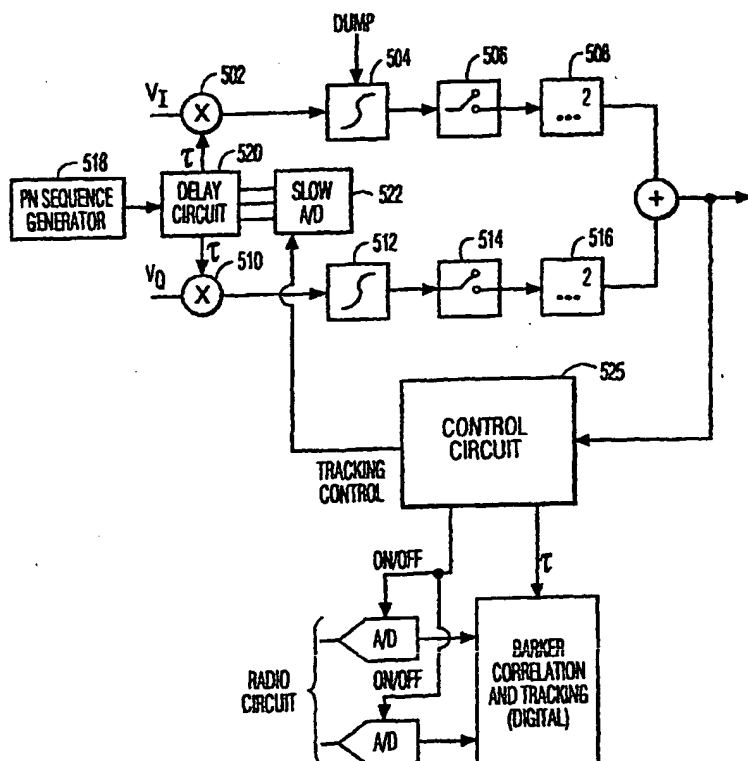 DUMP
502
504
506
508
V_I
X
... 2
518
τ
520
PN SEQUENCE
GENERATOR
DELAY
CIRCUIT
SLOW
A/D
522
+
τ
510
512
514
516
V_Q
X
... 2
525
CONTROL
CIRCUIT
TRACKING
CONTROL
ON/OFF
τ
A/D
RADIO
CIRCUIT
ON/OFF
BARKER
CORRELATION
AND TRACKING
(DIGITAL)
A/D